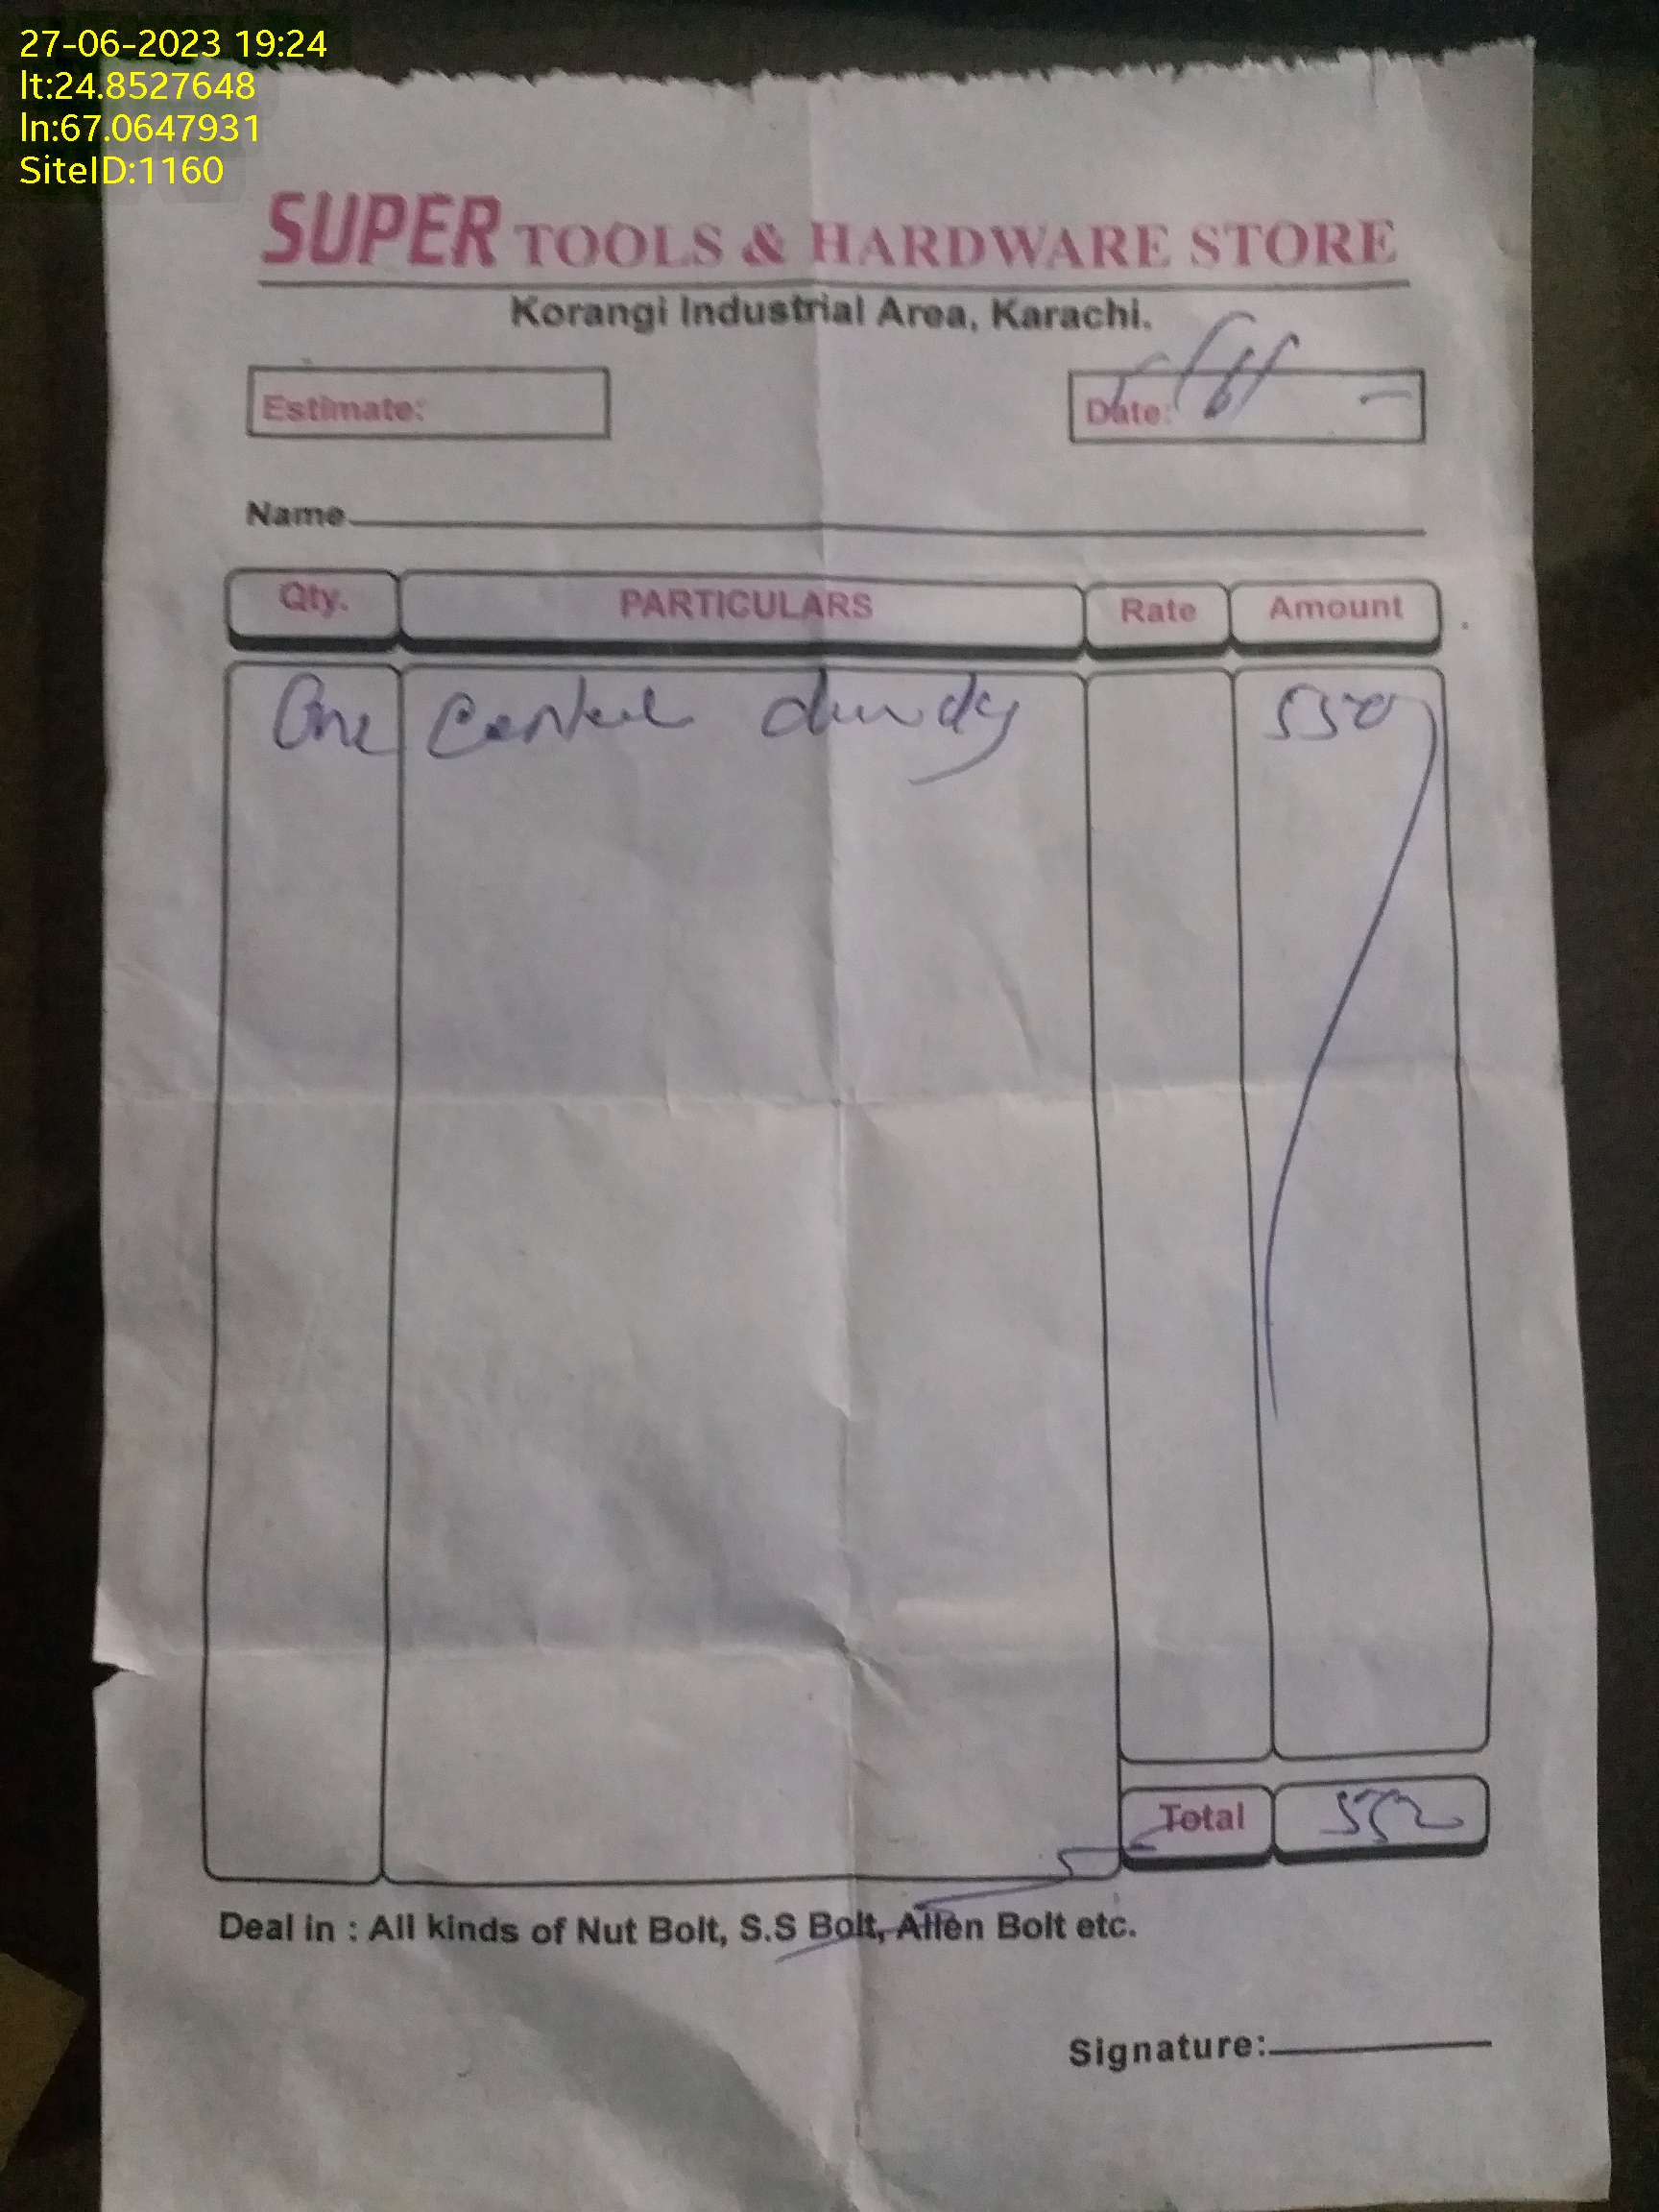 27-06-2023 19:24
lt:24.8527648
ln:67.0647931
SiteID:1160
SUPER TOOLS & HARDWARE STORE
Korangi Industrial Area, Karachi.
Estimate:
Date:
Name
Qty. PARTICULARS Rate Amount
One 550
Total
Deal in : All kinds of Nut Bolt, S.S Bolt, Allen Bolt etc.
Signature: